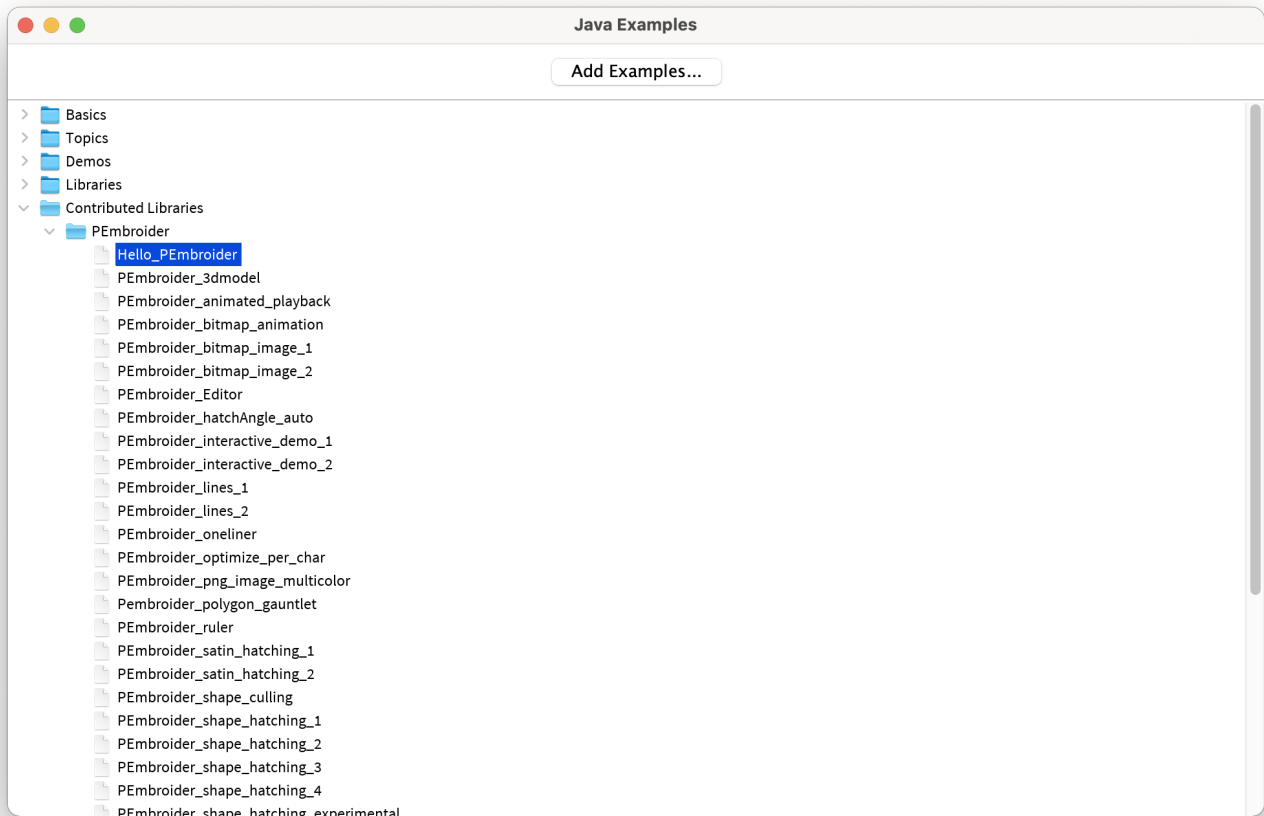 Java Examples
Add Examples...
Basics
Topics
Demos
Libraries
Contributed Libraries
PEmbroider
Hello_PEmbroider
PEmbroider_3dmodel
PEmbroider_animated_playback
PEmbroider_bitmap_animation
PEmbroider_bitmap_image_1
PEmbroider_bitmap_image_2
PEmbroider_Editor
PEmbroider_hatchAngle_auto
PEmbroider_interactive_demo_1
PEmbroider_interactive_demo_2
PEmbroider_lines_1
PEmbroider_lines_2
PEmbroider_oneliner
PEmbroider_optimize_per_char
PEmbroider_png_image_multicolor
Pembroider_polygon_gauntlet
PEmbroider_ruler
PEmbroider_satin_hatching_1
PEmbroider_satin_hatching_2
PEmbroider_shape_culling
PEmbroider_shape_hatching_1
PEmbroider_shape_hatching_2
PEmbroider_shape_hatching_3
PEmbroider_shape_hatching_4
PEmbroider_shape_hatching_experimental